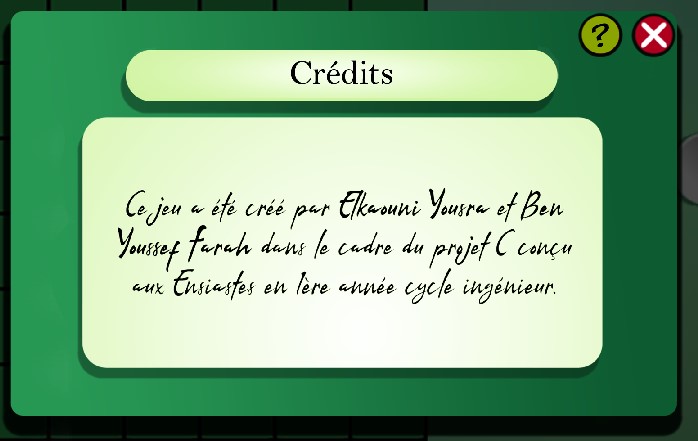 ?
Crédits
Ce jeu a été créé par Elkaouni Yousra et Ben
Youssef Farah dans le cadre du projet C conçu
aux Ensiastes en 1ère année cycle ingénieur.